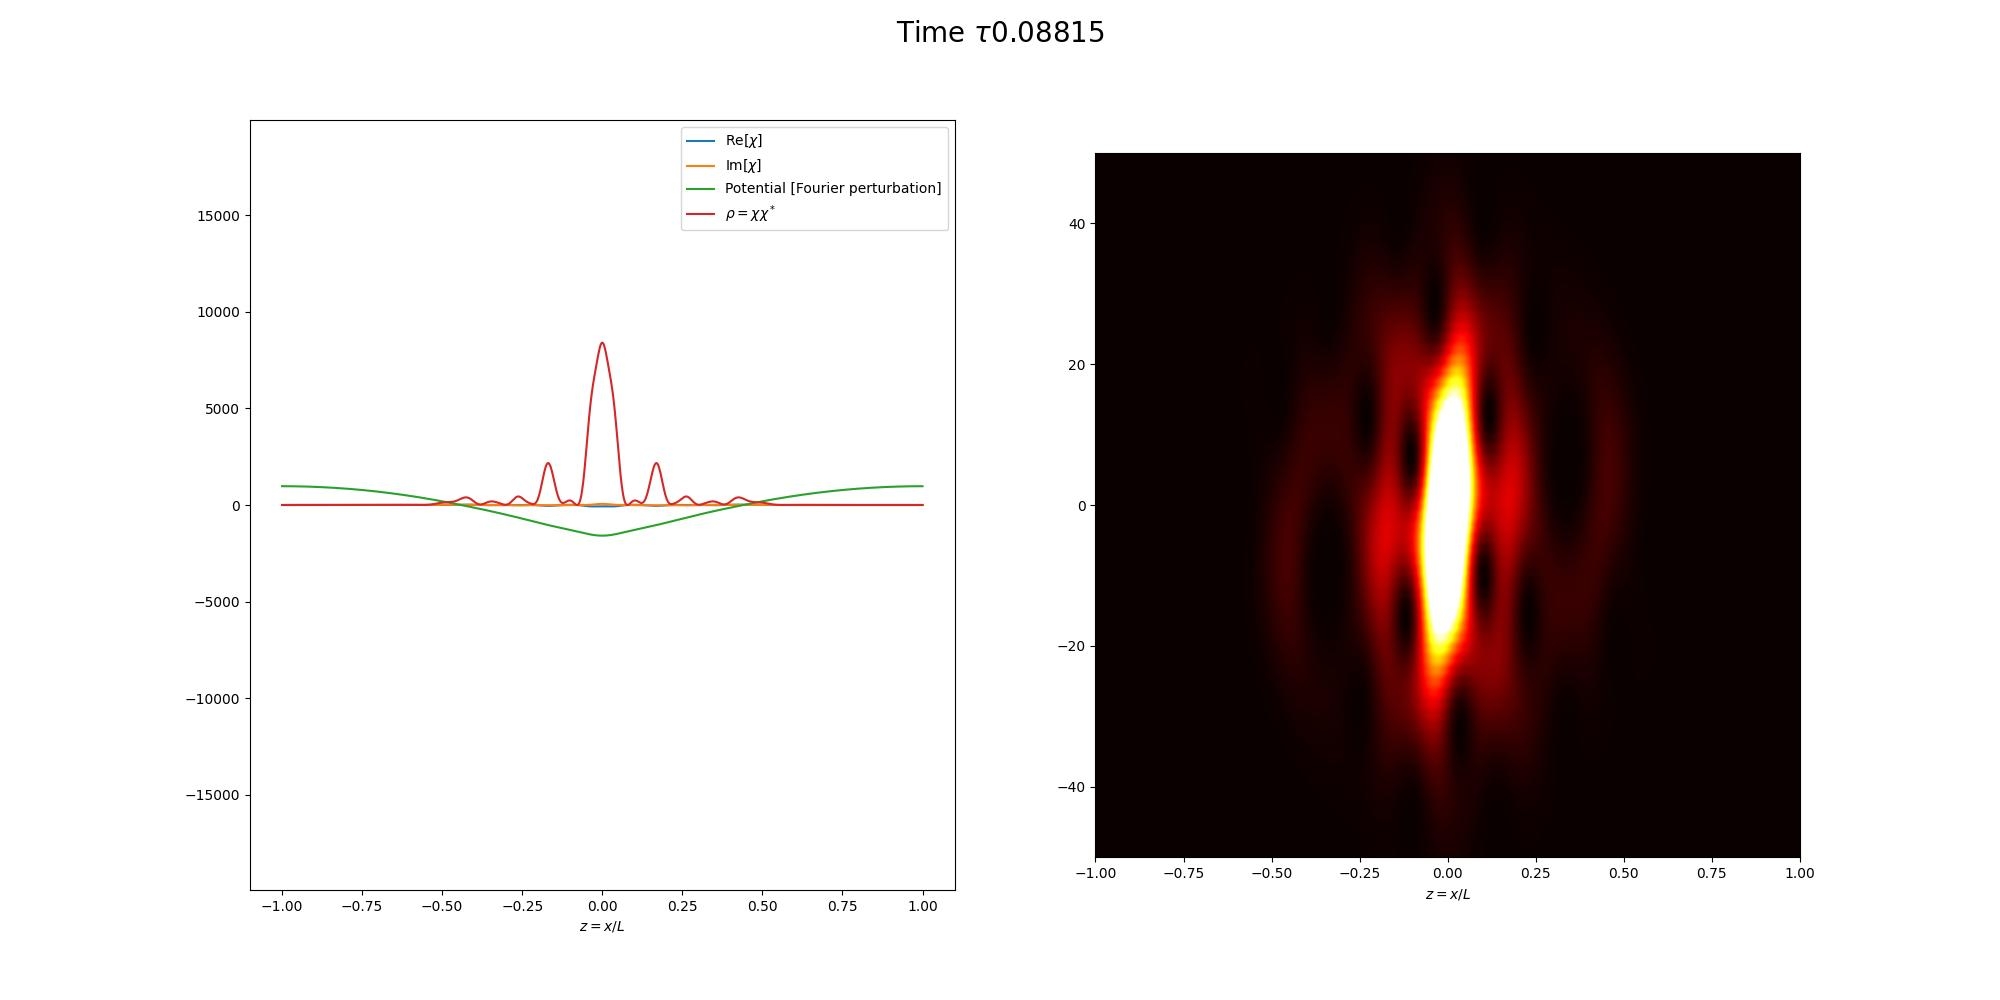 Time τ0.08815
Re[χ]
Im[χ]
Potential [Fourier perturbation]
ρ = χχ*
15000
10000
5000
0
−5000
−10000
−15000
−1.00 −0.75 −0.50 −0.25 0.00 0.25 0.50 0.75 1.00
z = x/L
40
20
0
−20
−40
−1.00 −0.75 −0.50 −0.25 0.00 0.25 0.50 0.75 1.00
z = x/L